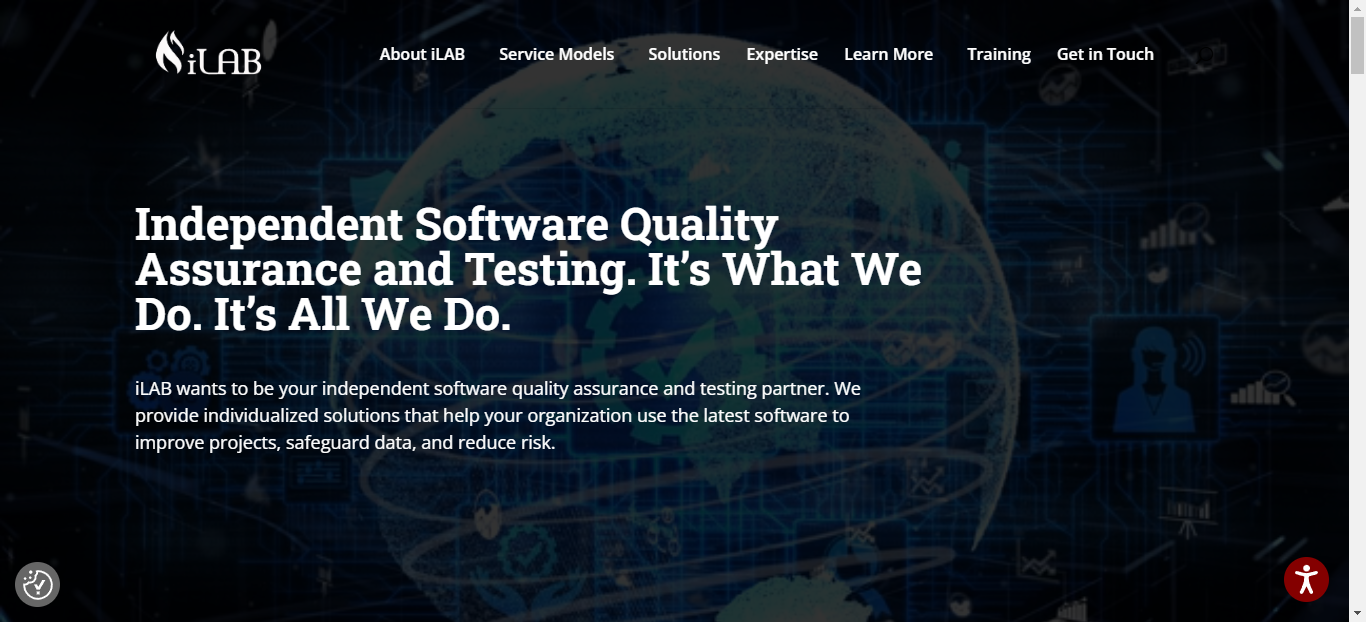 iLAB
About iLAB Service Models Solutions Expertise Learn More Training Get in Touch
Independent Software Quality
Assurance and Testing. It’s What We
Do. It’s All We Do.
iLAB wants to be your independent software quality assurance and testing partner. We
provide individualized solutions that help your organization use the latest software to
improve projects, safeguard data, and reduce risk.